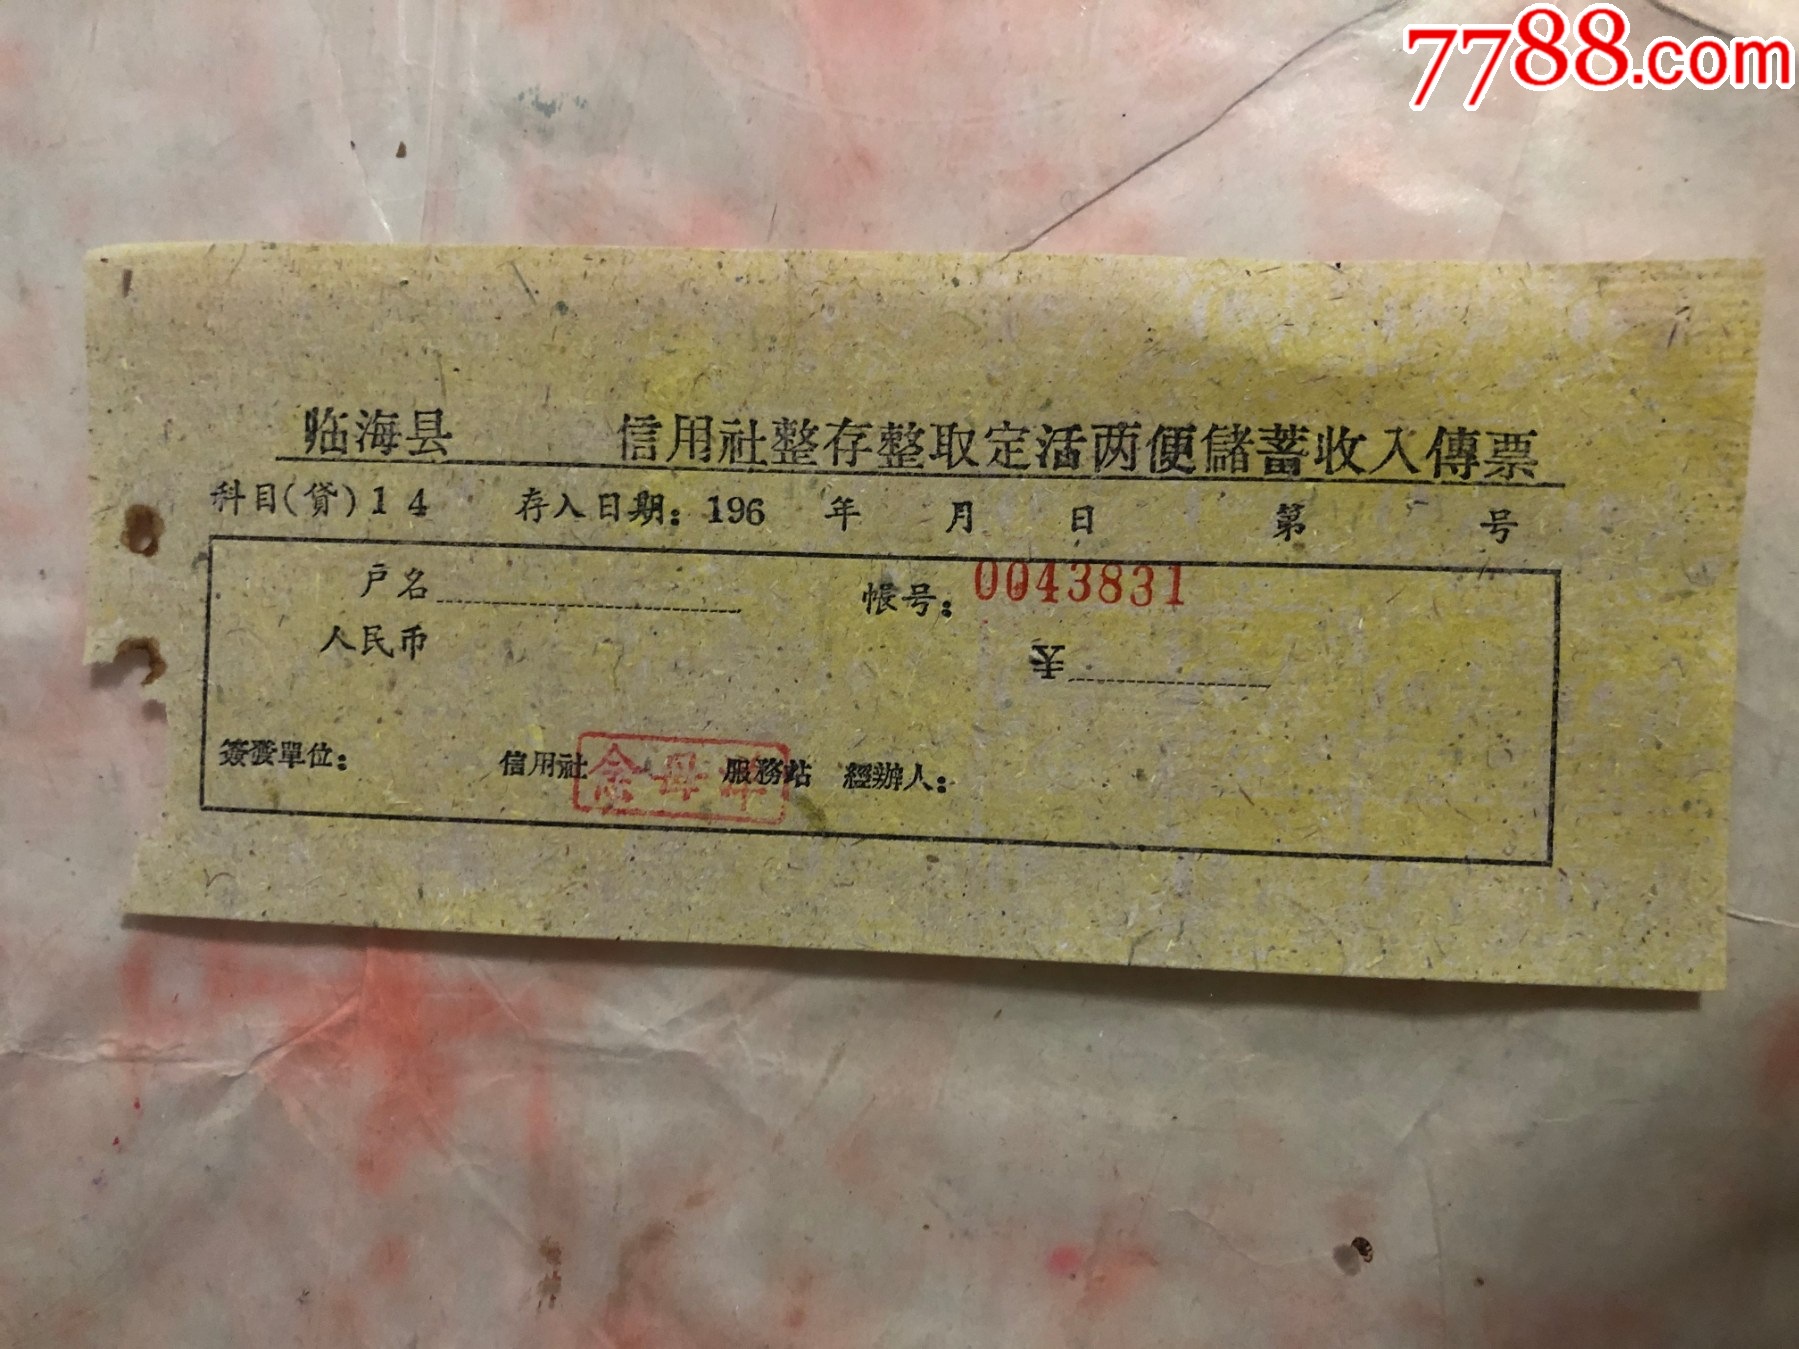 7788.com
临海县 信用社整存整取定活两便儲蓄收入傳票
科目(贷)14 存入日期：196 年 月 日 第 号
户名 帳号：0043831
人民币 ¥
簽發單位： 信用社 服務站 經辦人：